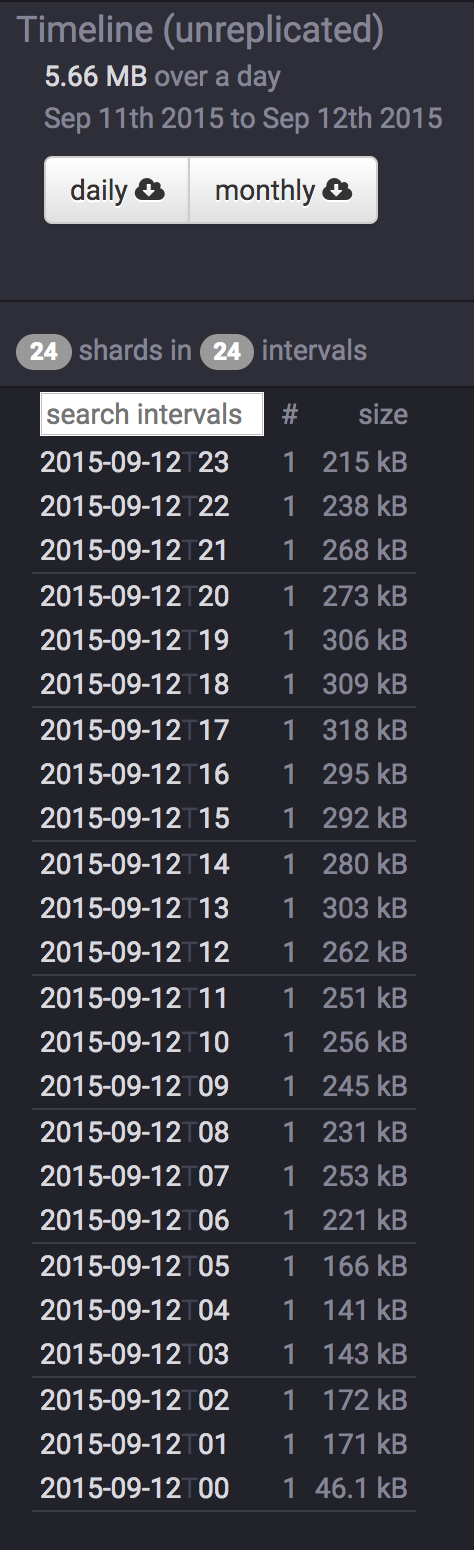 Timeline (unreplicated)
5.66 MB over a day
Sep 11th 2015 to Sep 12th 2015
daily monthly
24 shards in 24 intervals
search intervals # size
2015-09-12T23 1 215 kB
2015-09-12T22 1 238 kB
2015-09-12T21 1 268 kB
2015-09-12T20 1 273 kB
2015-09-12T19 1 306 kB
2015-09-12T18 1 309 kB
2015-09-12T17 1 318 kB
2015-09-12T16 1 295 kB
2015-09-12T15 1 292 kB
2015-09-12T14 1 280 kB
2015-09-12T13 1 303 kB
2015-09-12T12 1 262 kB
2015-09-12T11 1 251 kB
2015-09-12T10 1 256 kB
2015-09-12T09 1 245 kB
2015-09-12T08 1 231 kB
2015-09-12T07 1 253 kB
2015-09-12T06 1 221 kB
2015-09-12T05 1 166 kB
2015-09-12T04 1 141 kB
2015-09-12T03 1 143 kB
2015-09-12T02 1 172 kB
2015-09-12T01 1 171 kB
2015-09-12T00 1 46.1 kB